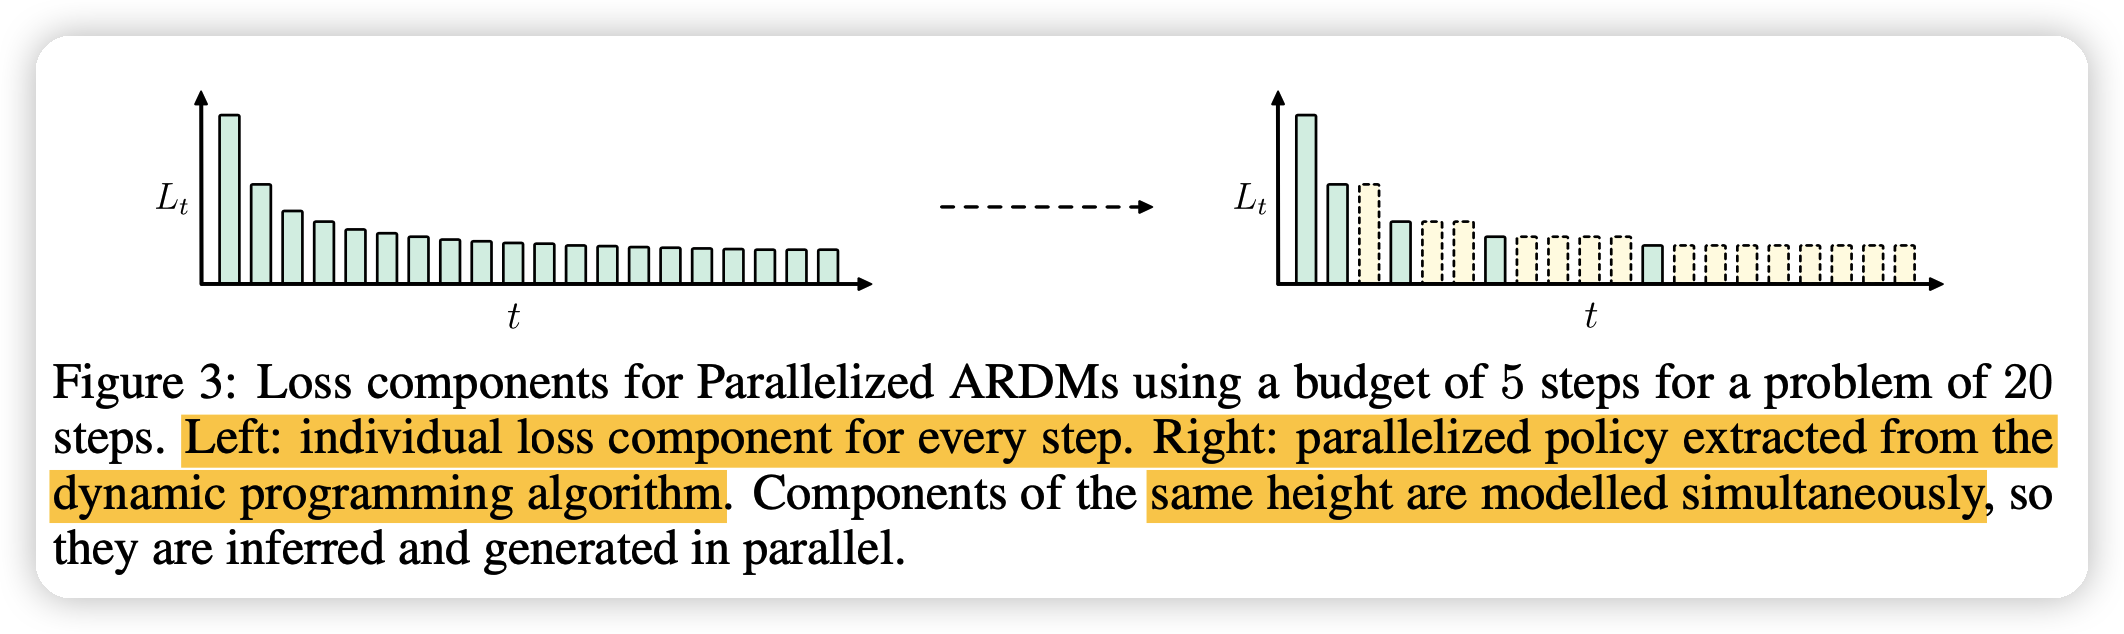 L_t
t
L_t
t
Figure 3: Loss components for Parallelized ARDMs using a budget of 5 steps for a problem of 20
steps. Left: individual loss component for every step. Right: parallelized policy extracted from the
dynamic programming algorithm. Components of the same height are modelled simultaneously, so
they are inferred and generated in parallel.